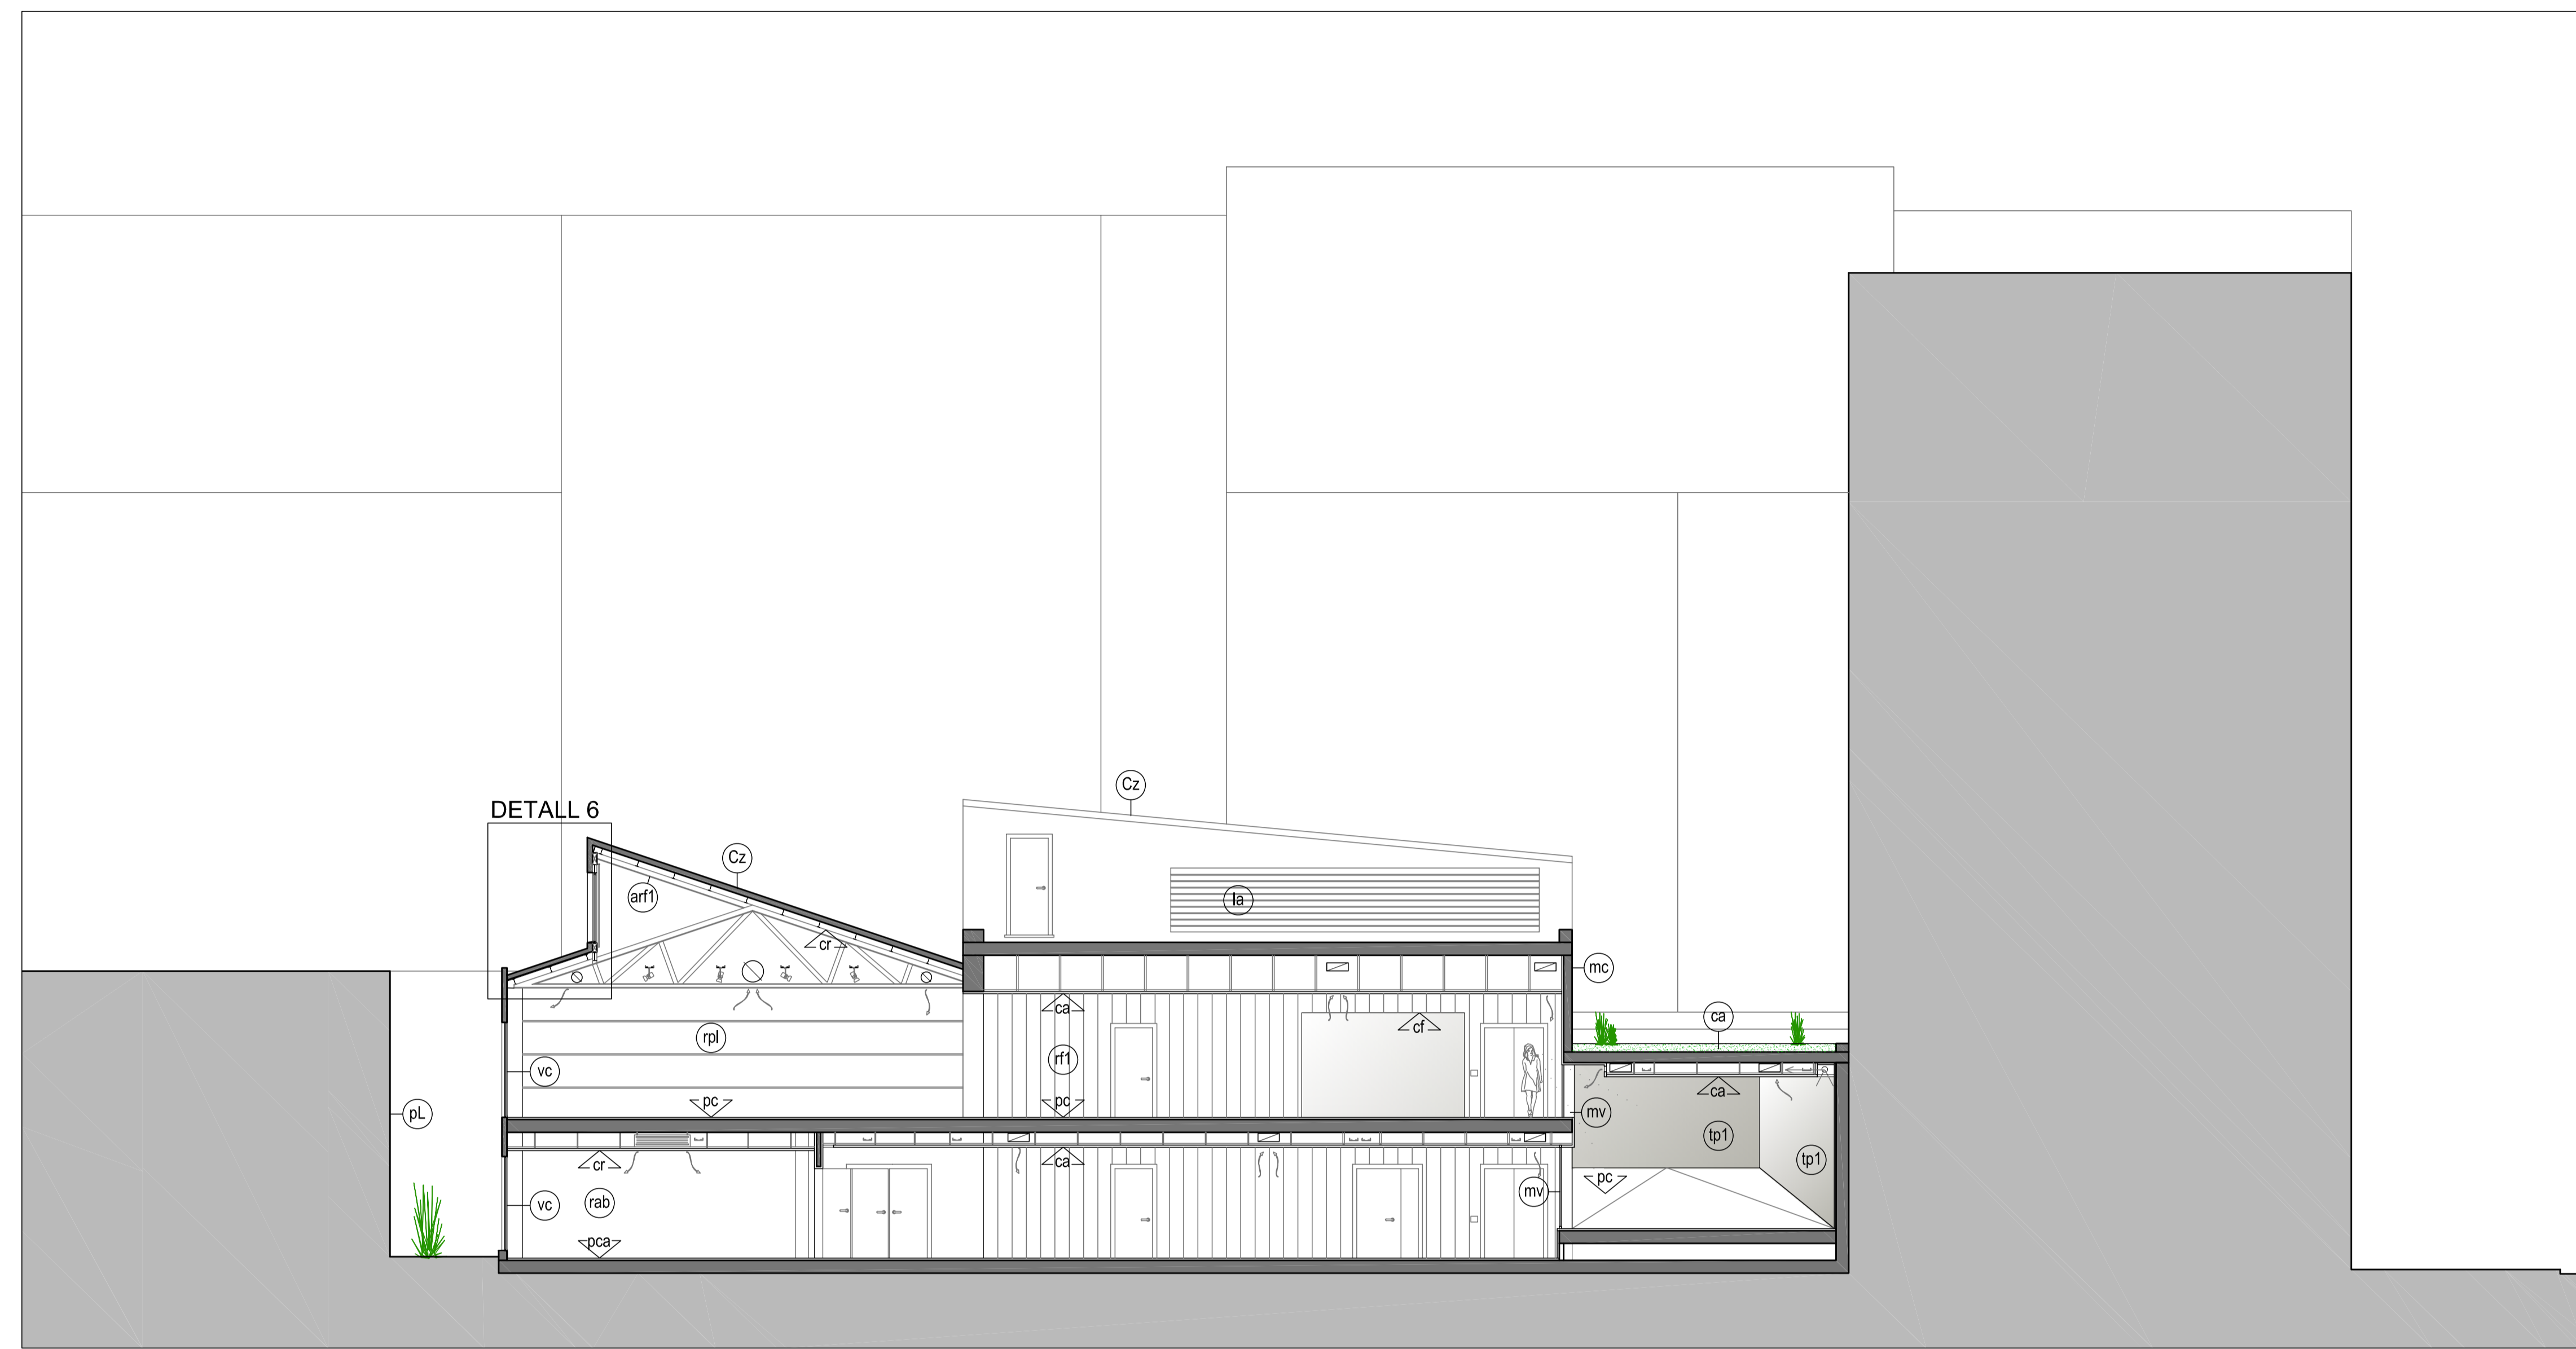 Cz
DETALL 6
Cz
arf1
la
cr
mc
ca
ca
cf
rpl
rf1
vc
pc
pc
ca
pL
mv
tp1
tp1
cr
ca
pc
mv
rab
vc
pca